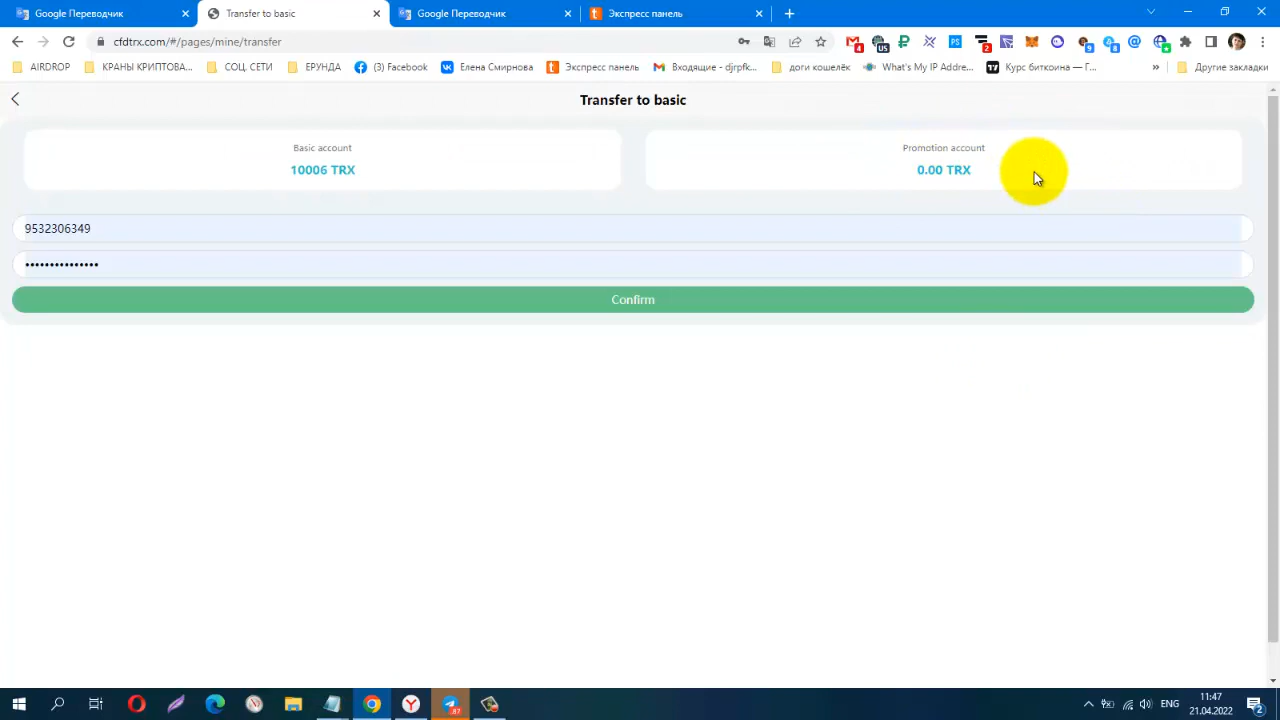 Google Переводчик
Transfer to basic
Google Переводчик
Экспресс панель
cfdtrx.com/#/pages/mine/transfer
AIRDROP
КРАНЫ КРИПТОВА...
СОЦ. СЕТИ
ЕРУНДА
(3) Facebook
Елена Смирнова
Экспресс панель
Входящие - djrpfk...
доги кошелёк
What's My IP Addre...
Курс биткоина — Г...
»
Другие закладки
Transfer to basic
Basic account
10006 TRX
Promotion account
0.00 TRX
9532306349
•••••••••••••••
Confirm
11:47
ENG
21.04.2022